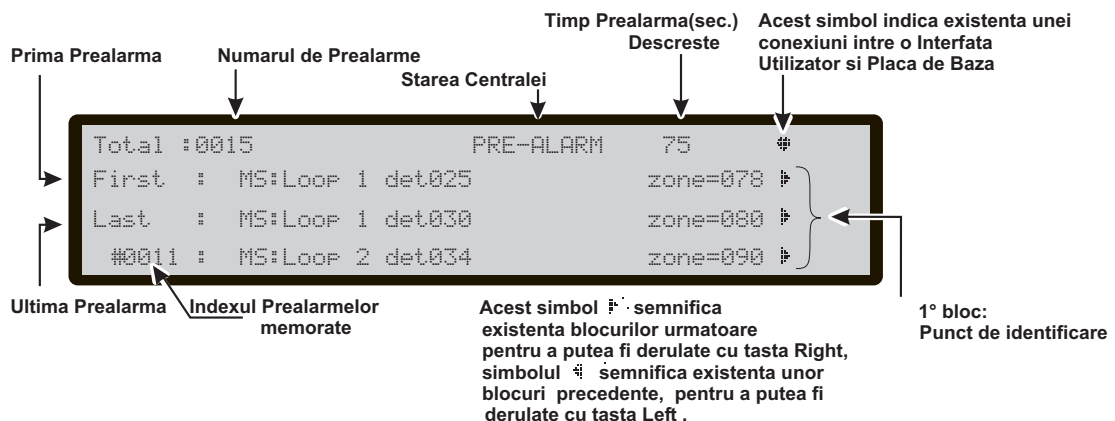 Timp Prealarma(sec.)
Descreste
Acest simbol indica existenta unei
conexiuni intre o Interfata
Utilizator si Placa de Baza
Prima Prealarma
Numarul de Prealarme
Starea Centralei
Total :0015 PRE-ALARM 75
First : MS:Loop 1 det025 zone=078
Last : MS:Loop 1 det030 zone=080
#0011 : MS:Loop 2 det034 zone=090
Ultima Prealarma
Indexul Prealarmelor
memorate
Acest simbol semnifica
existenta blocurilor urmatoare
pentru a putea fi derulate cu tasta Right,
simbolul semnifica existenta unor
blocuri precedente, pentru a putea fi
derulate cu tasta Left .
1° bloc:
Punct de identificare